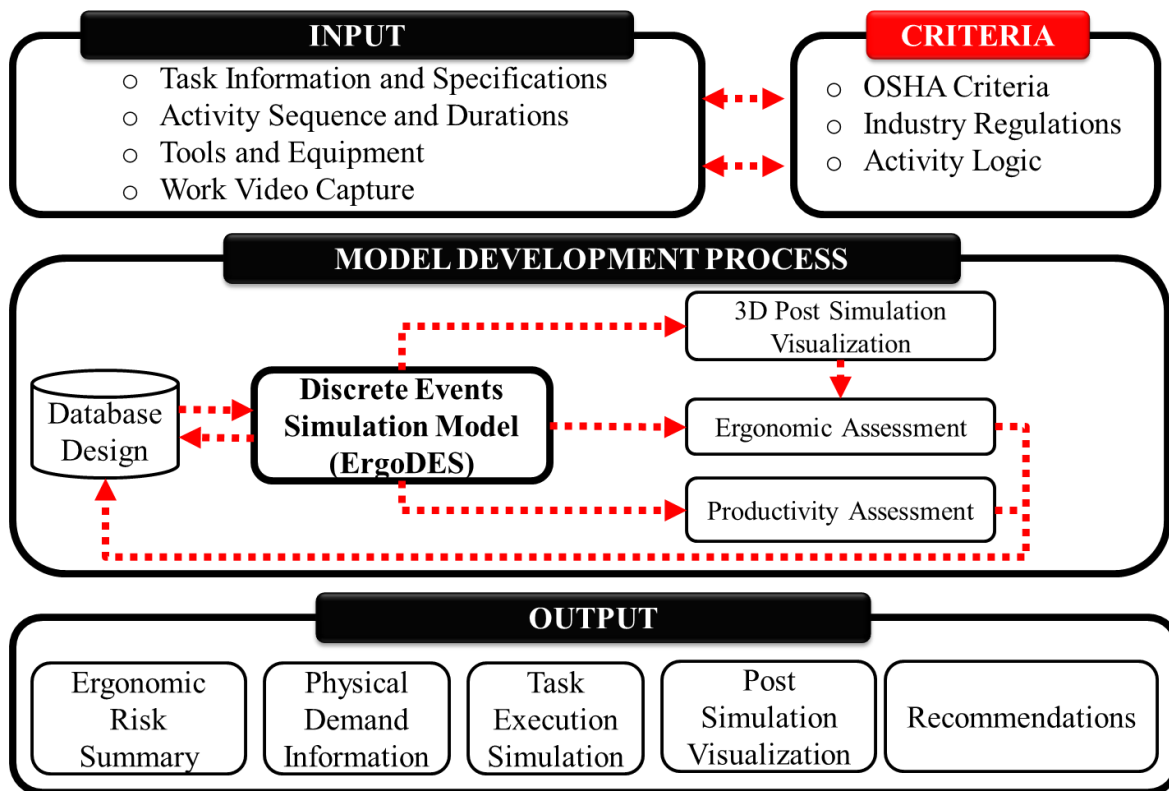 INPUT
○ Task Information and Specifications
○ Activity Sequence and Durations
○ Tools and Equipment
○ Work Video Capture
CRITERIA
○ OSHA Criteria
○ Industry Regulations
○ Activity Logic
MODEL DEVELOPMENT PROCESS
Database
Design
Discrete Events
Simulation Model
(ErgoDES)
3D Post Simulation
Visualization
Ergonomic Assessment
Productivity Assessment
OUTPUT
Ergonomic
Risk
Summary
Physical
Demand
Information
Task
Execution
Simulation
Post
Simulation
Visualization
Recommendations